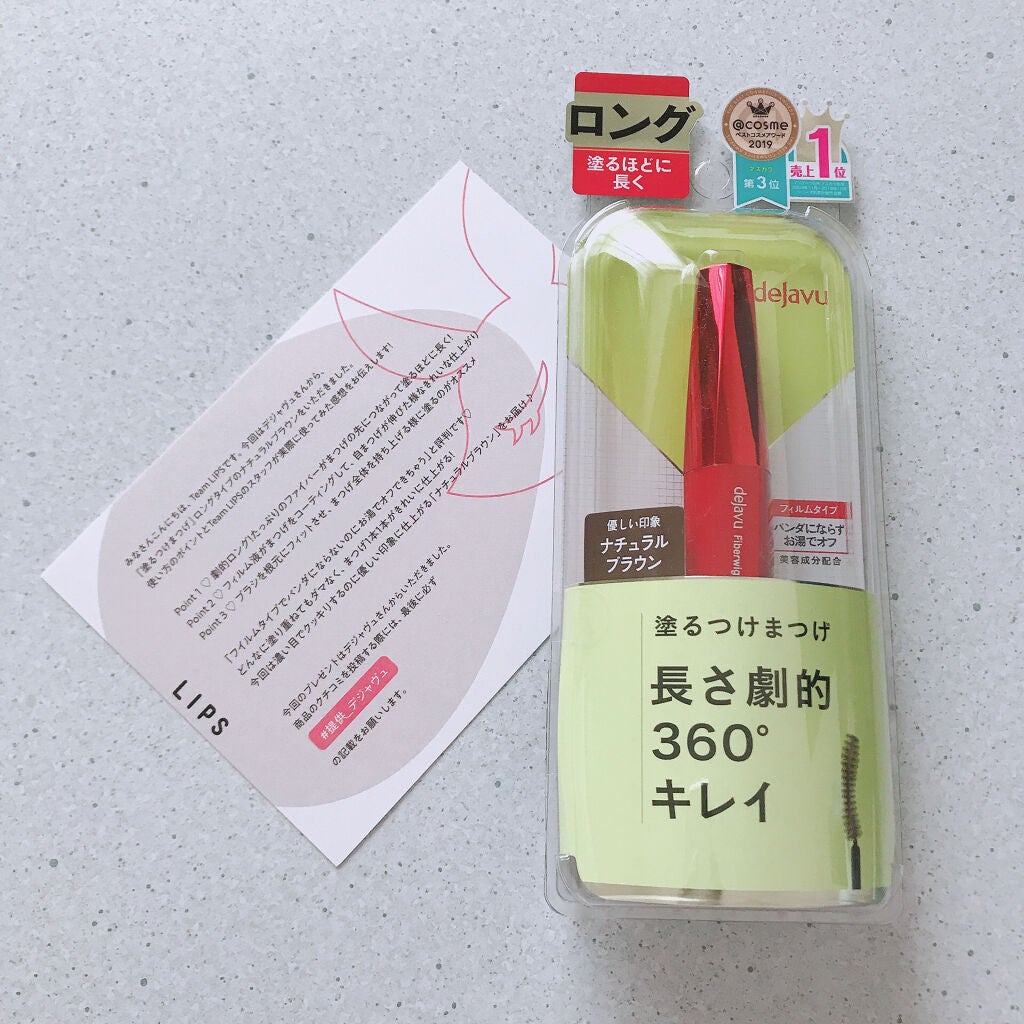 みなさんこんにちは、Team LIPSです。今回はデジャヴュさんから、
「塗るつけまつげ」ロングタイプのナチュラルブラウンをいただきました。
使い方のポイントとTeam LIPSのスタッフが実際に使ってみた感想をお伝えします!
Point 1 ♡ 劇的ロング!たっぷりのファイバーがまつげの先につながって塗るほどに長く!
Point 2 ♡ フィルム液がまつげをコーティングして、自まつげが伸びた様なきれいな仕上がり
Point 3 ♡ ブラシを根元にフィットさせ、まつげ全体を持ち上げる様に塗るのがオススメ
「フィルムタイプでパンダにならないのにお湯でオフできちゃう」と評判です♡
どんなに塗り重ねてもダマなく、まつげ1本1本がきれいに仕上がる!
今回は濃い目でクッキリするのに優しい印象に仕上がる「ナチュラルブラウン」をお届け♪
今回のプレゼントはデジャヴュさんからいただきました。
商品のクチコミを投稿する際には、最後に必ず
#提供_デジャヴュ
の記載をお願いします。
LIPS
ロング
塗るほどに
長く
@cosme
ベストコスメアワード
2019
マスカラ
第3位
売上1位
dejavu
dejavu Fiberwig
優しい印象
ナチュラル
ブラウン
フィルムタイプ
パンダにならず
お湯でオフ
美容成分配合
塗るつけまつげ
長さ劇的
360°
キレイ